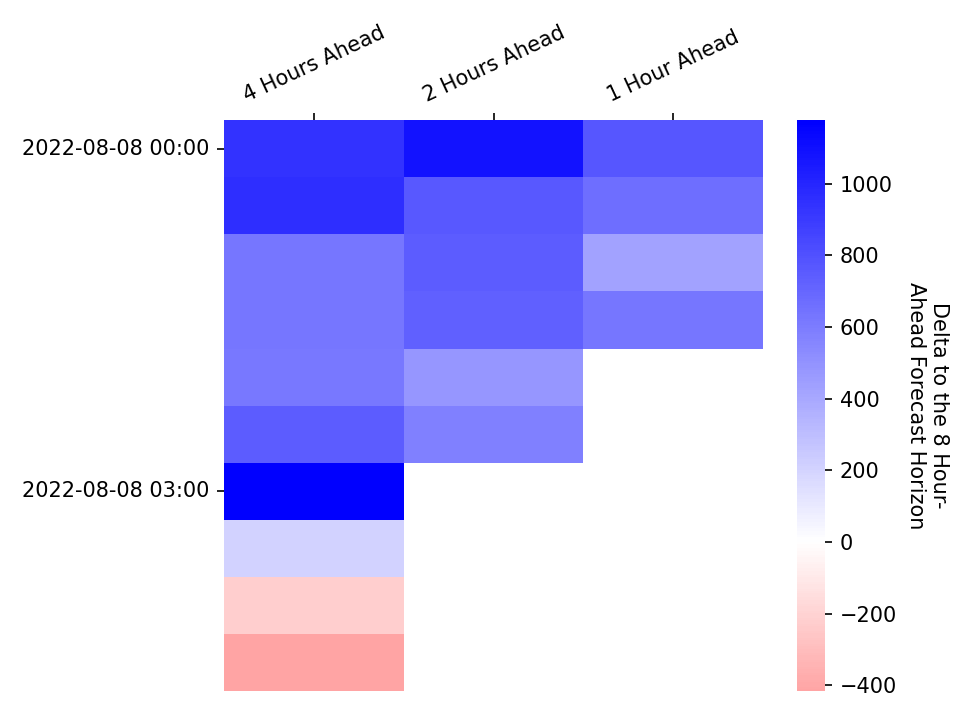 4 Hours Ahead
2 Hours Ahead
1 Hour Ahead
2022-08-08 00:00
2022-08-08 03:00
1000
800
600
400
200
0
−200
−400
Delta to the 8 Hour-
Ahead Forecast Horizon